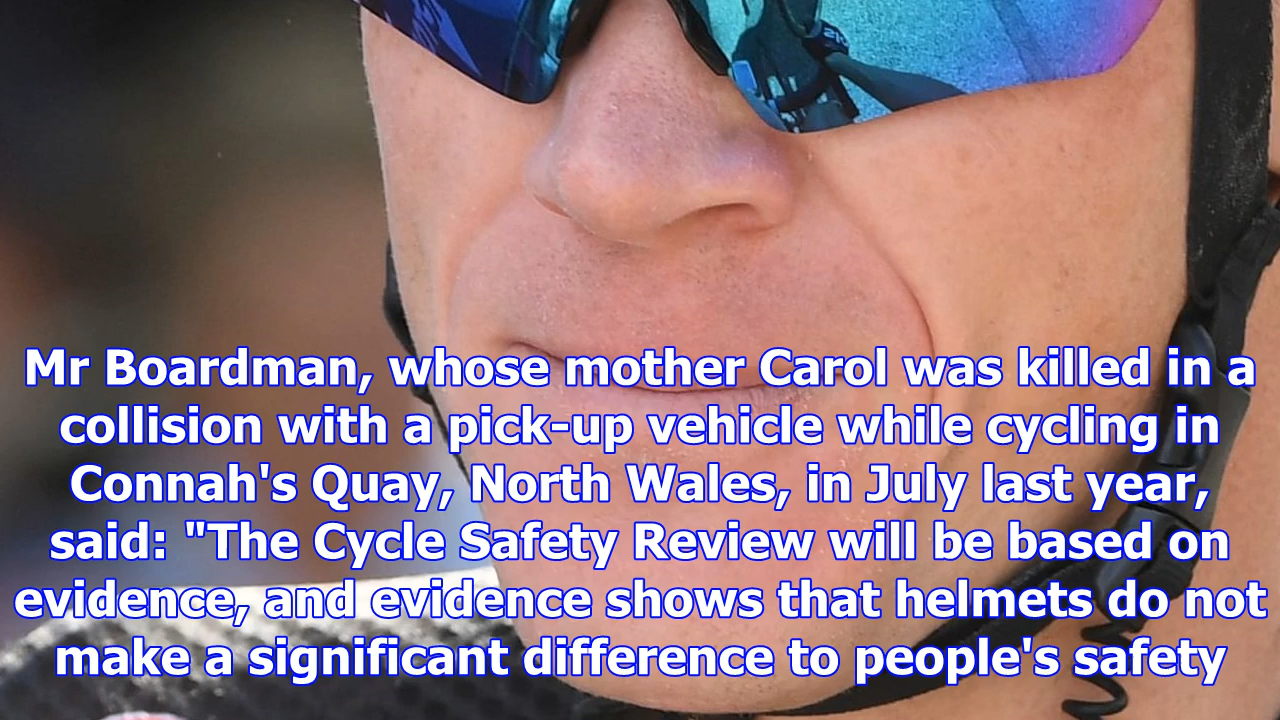 Mr Boardman, whose mother Carol was killed in a
collision with a pick-up vehicle while cycling in
Connah's Quay, North Wales, in July last year,
said: "The Cycle Safety Review will be based on
evidence, and evidence shows that helmets do not
make a significant difference to people's safety